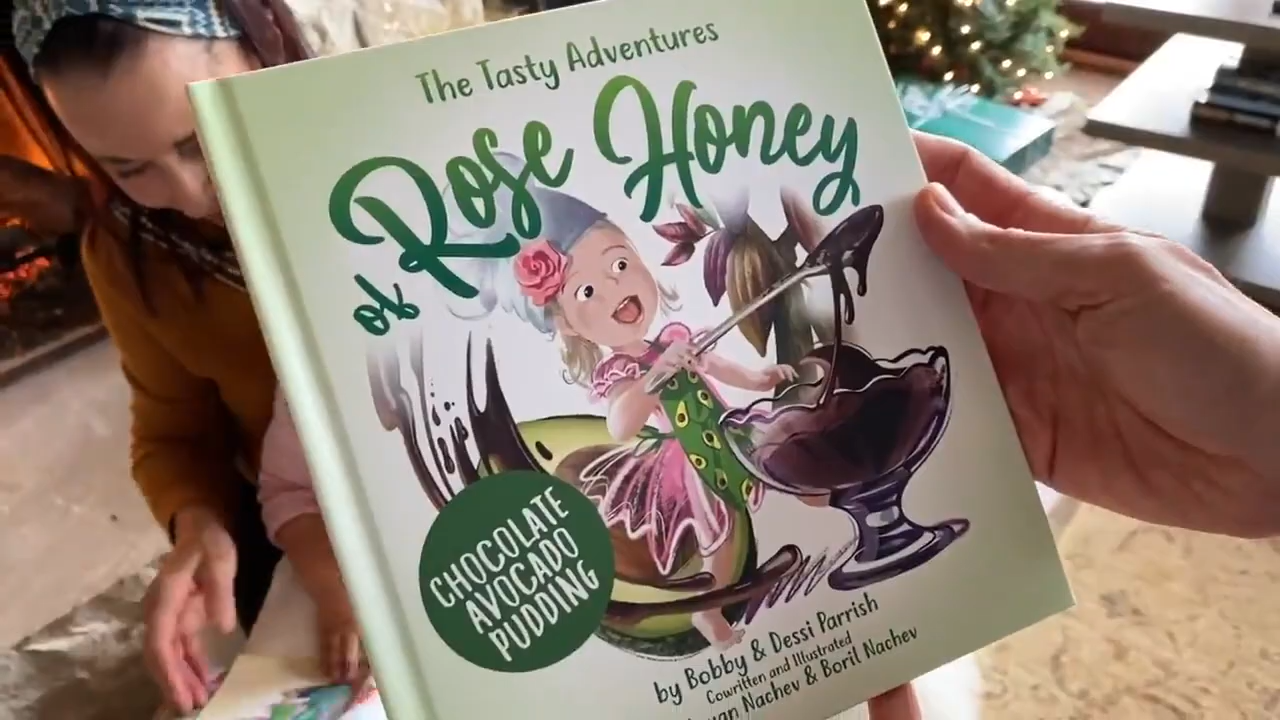 The Tasty Adventures
of Rose Honey
CHOCOLATE
AVOCADO
PUDDING
by Bobby & Dessi Parrish
Cowritten and Illustrated
Nachev & Boril Nachev